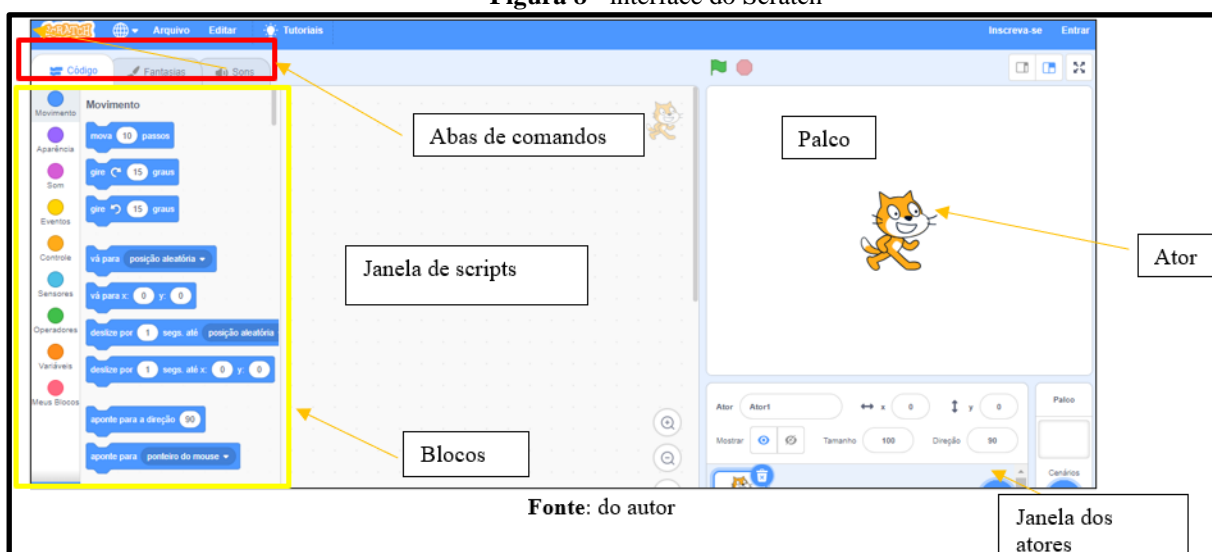 Figura 8 - Interface do Scratch
SCRATCH Arquivo Editar Tutoriais Inscreva-se Entrar
Código Fantasias Sons
Movimento
Aparência
Som
Eventos
Controle
Sensores
Operadores
Variáveis
Meus Blocos
Movimento
mova 10 passos
gire 15 graus
gire 15 graus
vá para posição aleatória
vá para x: 0 y: 0
deslize por 1 segs. até posição aleatória
deslize por 1 segs. até x: 0 y: 0
aponte para a direção 90
aponte para ponteiro do mouse
Abas de comandos
Janela de scripts
Blocos
Palco
Ator
Ator Ator1 x 0 y 0
Mostrar Tamanho 100 Direção 90
Palco
Cenários
Janela dos
atores
Fonte: do autor